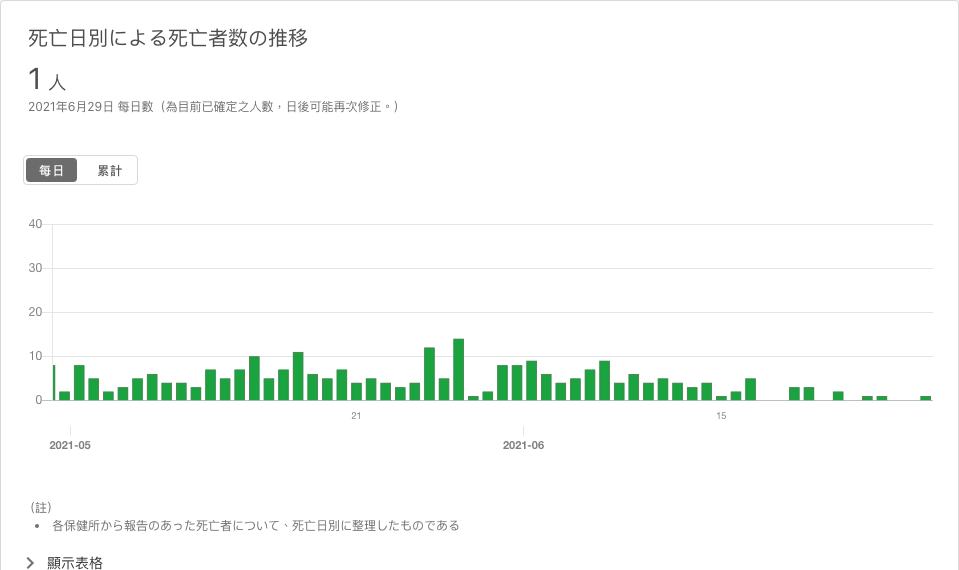 死亡日別による死亡者数の推移
1 人
2021年6月29日 每日數（為目前已確定之人數，日後可能再次修正。）
每日 累計
40
30
20
10
0
21 15
2021-05 2021-06
（註）
• 各保健所から報告のあった死亡者について、死亡日別に整理したものである
顯示表格